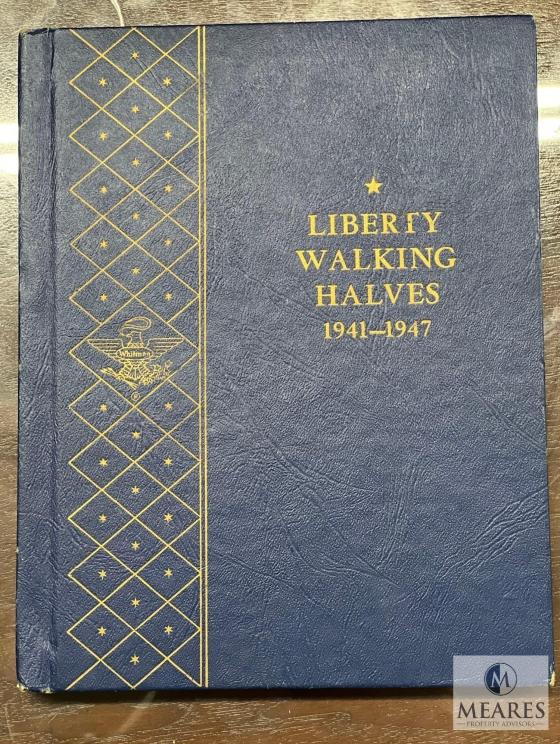 LIBERTY
WALKING
HALVES
1941–1947
Whitman
®
M
MEARES
PROPERTY ADVISORS